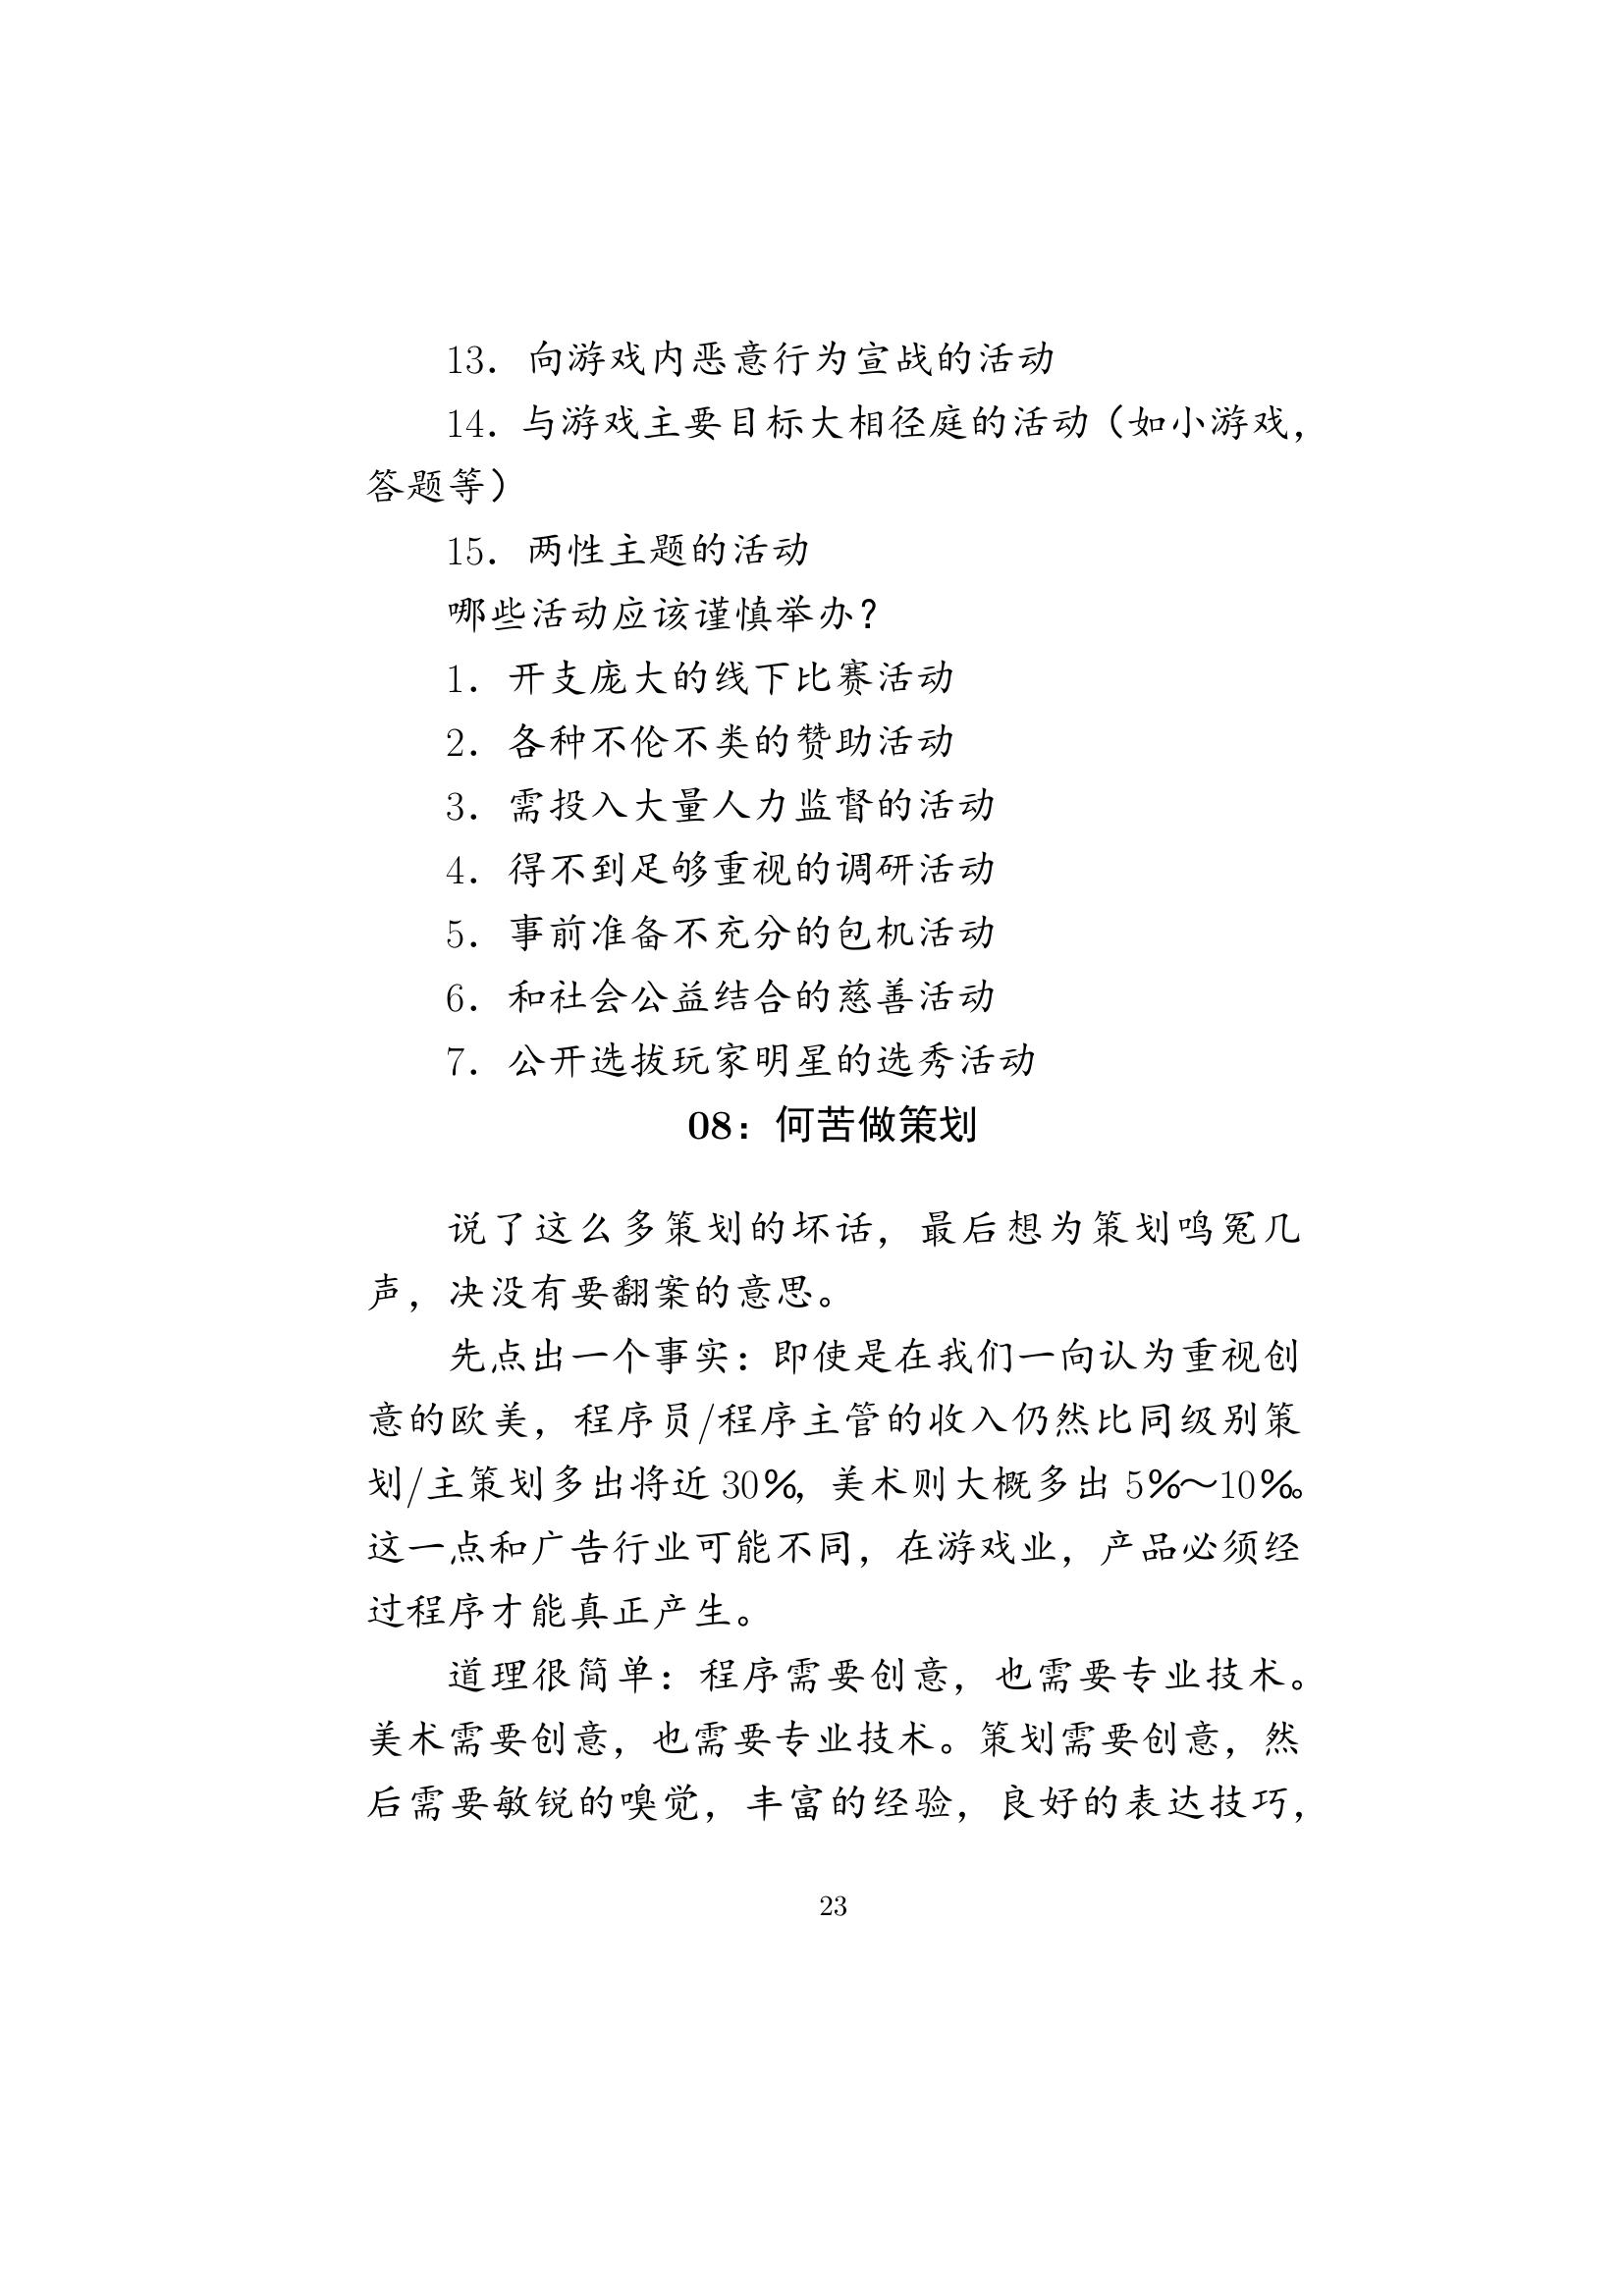 13．向游戏内恶意行为宣战的活动
14．与游戏主要目标大相径庭的活动（如小游戏，
答题等）
15．两性主题的活动
哪些活动应该谨慎举办？
1．开支庞大的线下比赛活动
2．各种不伦不类的赞助活动
3．需投入大量人力监督的活动
4．得不到足够重视的调研活动
5．事前准备不充分的包机活动
6．和社会公益结合的慈善活动
7．公开选拔玩家明星的选秀活动
08：何苦做策划
说了这么多策划的坏话，最后想为策划鸣冤几
声，决没有要翻案的意思。
先点出一个事实：即使是在我们一向认为重视创
意的欧美，程序员/程序主管的收入仍然比同级别策
划/主策划多出将近 30％，美术则大概多出 5％～10％。
这一点和广告行业可能不同，在游戏业，产品必须经
过程序才能真正产生。
道理很简单：程序需要创意，也需要专业技术。
美术需要创意，也需要专业技术。策划需要创意，然
后需要敏锐的嗅觉，丰富的经验，良好的表达技巧，
23